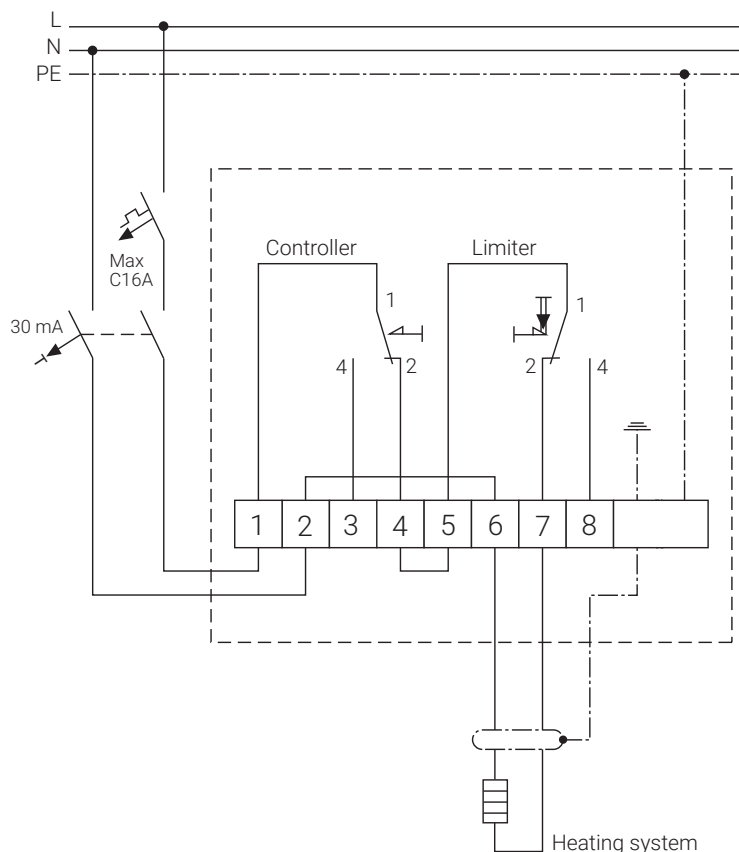 L
N
PE
Controller
Limiter
Max
C16A
1
1
30 mA
4
2
2
4
1 2 3 4 5 6 7 8
Heating system